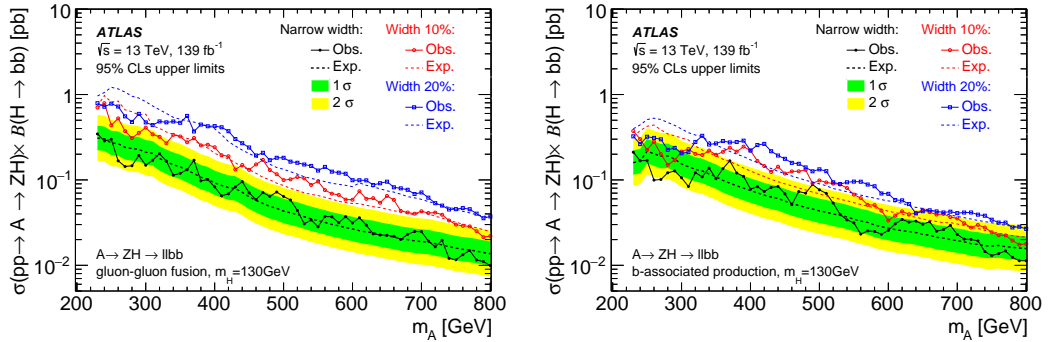 σ(pp→ A → ZH)× B(H → bb) [pb]
10
1
10⁻¹
10⁻²
ATLAS
√s = 13 TeV, 139 fb⁻¹
95% CLs upper limits
Narrow width:
Obs.
Exp.
1 σ
2 σ
Width 10%:
Obs.
Exp.
Width 20%:
Obs.
Exp.
A→ ZH → llbb
gluon-gluon fusion, m_H=130GeV
200 300 400 500 600 700 800
m_A [GeV]
σ(pp→ A → ZH)× B(H → bb) [pb]
10
1
10⁻¹
10⁻²
ATLAS
√s = 13 TeV, 139 fb⁻¹
95% CLs upper limits
Narrow width:
Obs.
Exp.
1 σ
2 σ
Width 10%:
Obs.
Exp.
Width 20%:
Obs.
Exp.
A→ ZH → llbb
b-associated production, m_H=130GeV
200 300 400 500 600 700 800
m_A [GeV]